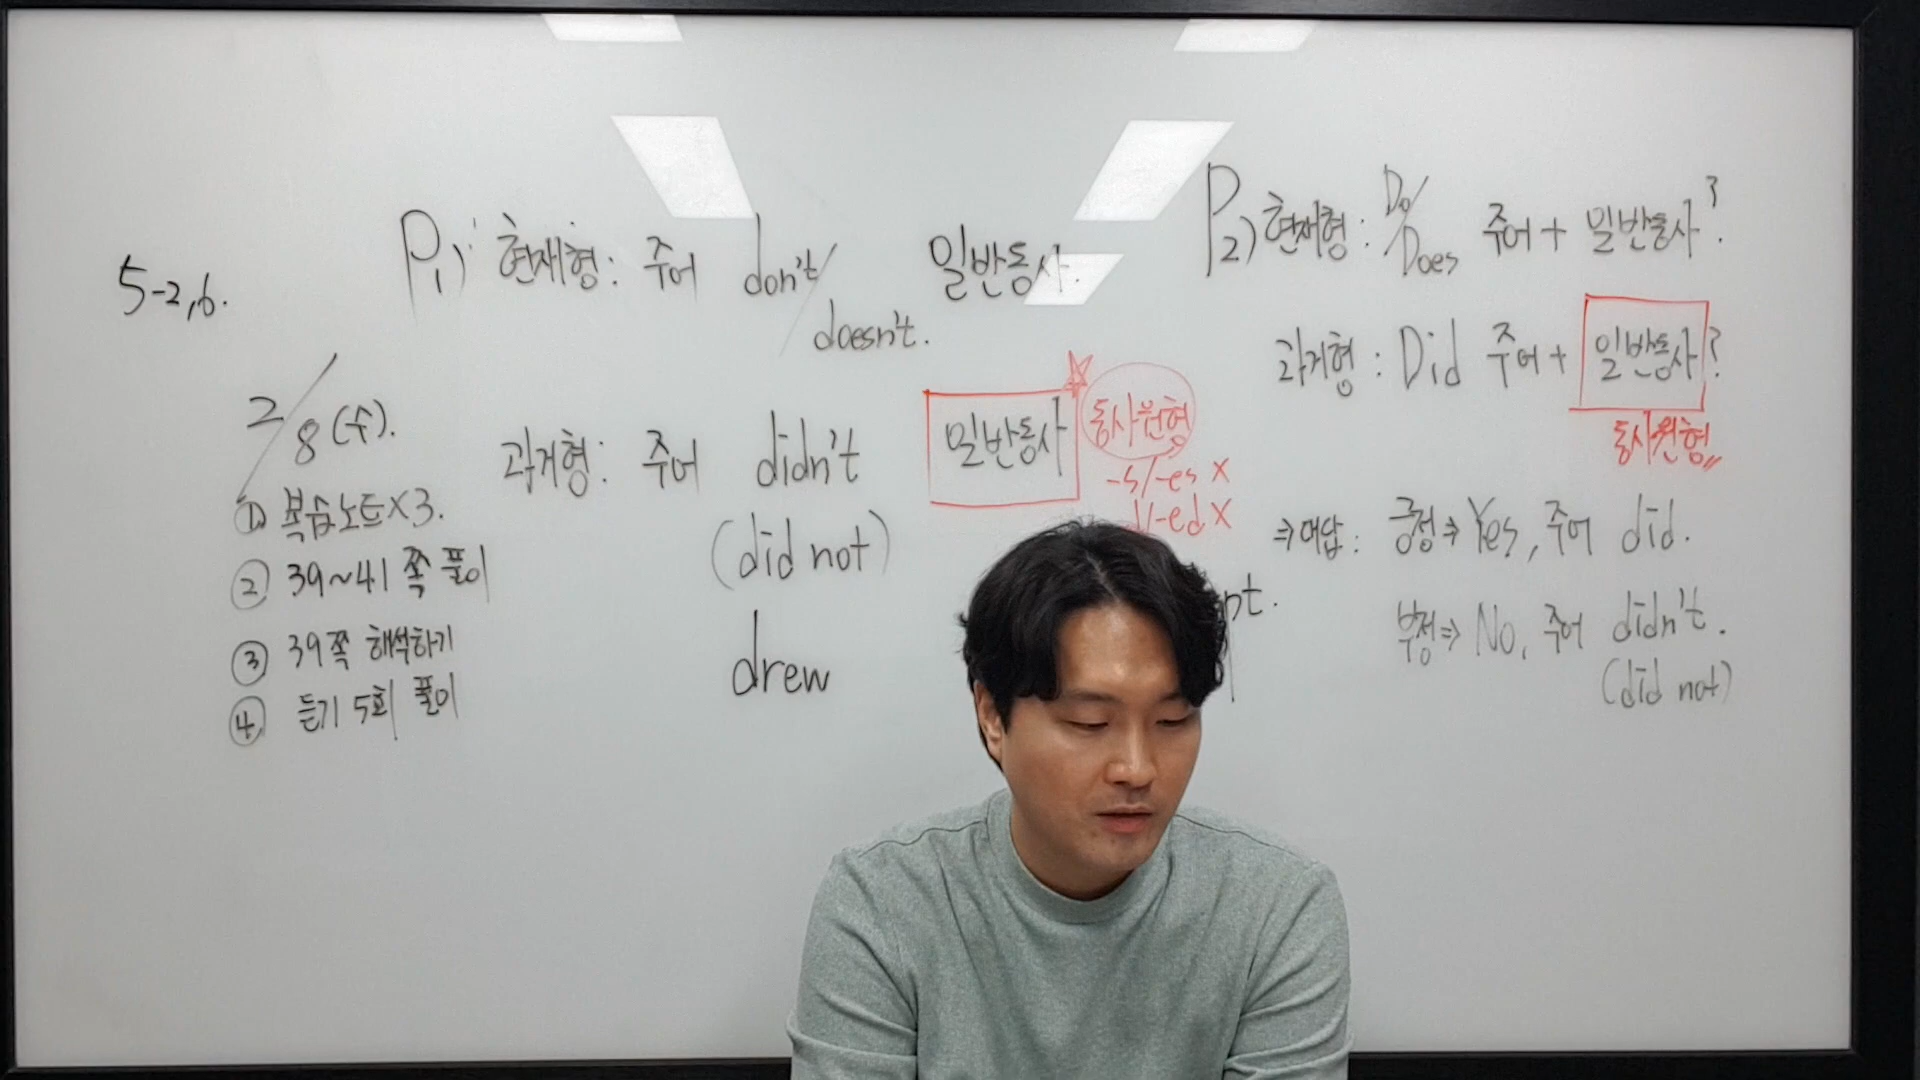 5-2, 6.
2/8 (수).
① 복습노트×3.
② 39~41 쪽 풀이
③ 39쪽 해석하기
④ 듣기 5회 풀이
P1) 현재형: 주어 don't/doesn't. 일반동사.
과거형: 주어 didn't 일반동사 동사원형
(did not)
-s/-es X
-ed X
drew
P2) 현재형: Do/Does 주어 + 일반동사?
과거형: Did 주어 + 일반동사?
동사원형
⇒대답: 긍정⇒Yes, 주어 did.
부정⇒ No, 주어 didn't.
(did not)